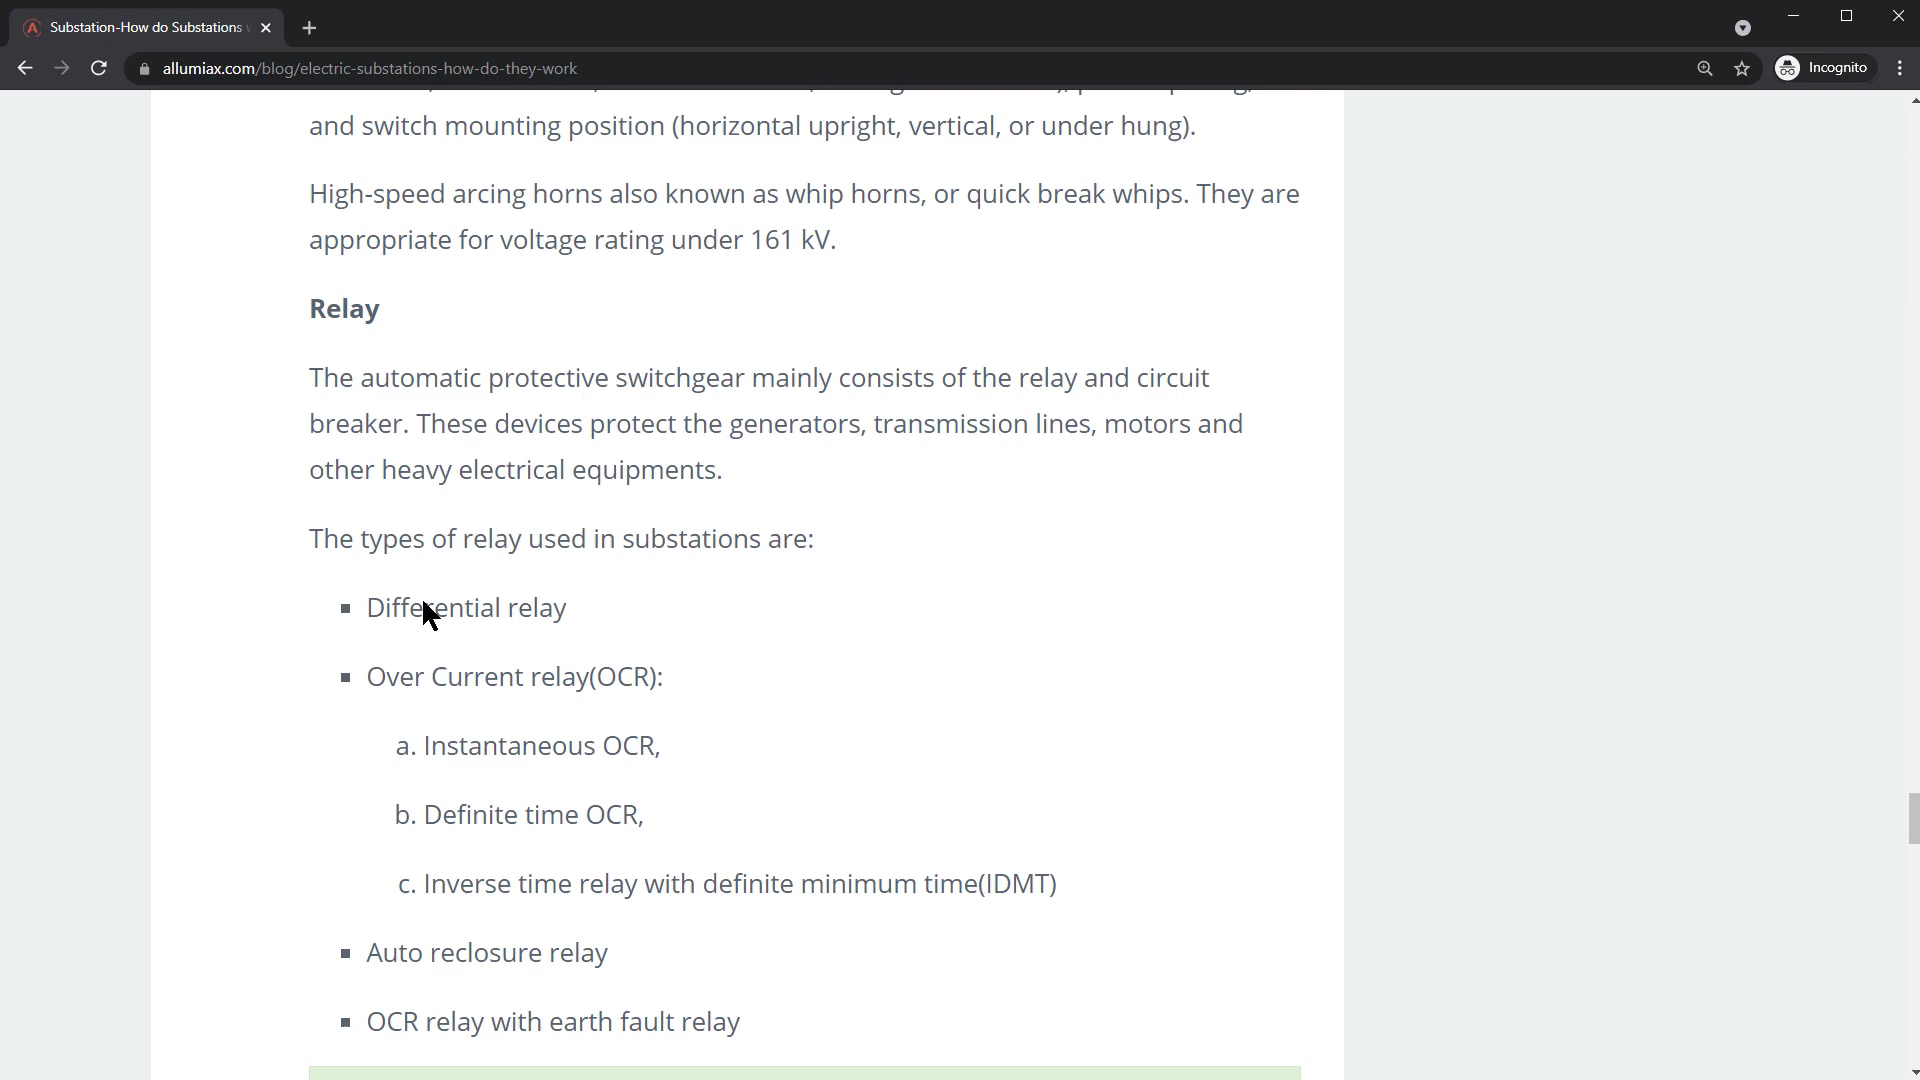 Substation-How do Substations
allumiax.com/blog/electric-substations-how-do-they-work
Incognito
and switch mounting position (horizontal upright, vertical, or under hung).
High-speed arcing horns also known as whip horns, or quick break whips. They are
appropriate for voltage rating under 161 kV.
Relay
The automatic protective switchgear mainly consists of the relay and circuit
breaker. These devices protect the generators, transmission lines, motors and
other heavy electrical equipments.
The types of relay used in substations are:
▪ Differential relay
▪ Over Current relay(OCR):
a. Instantaneous OCR,
b. Definite time OCR,
c. Inverse time relay with definite minimum time(IDMT)
▪ Auto reclosure relay
▪ OCR relay with earth fault relay